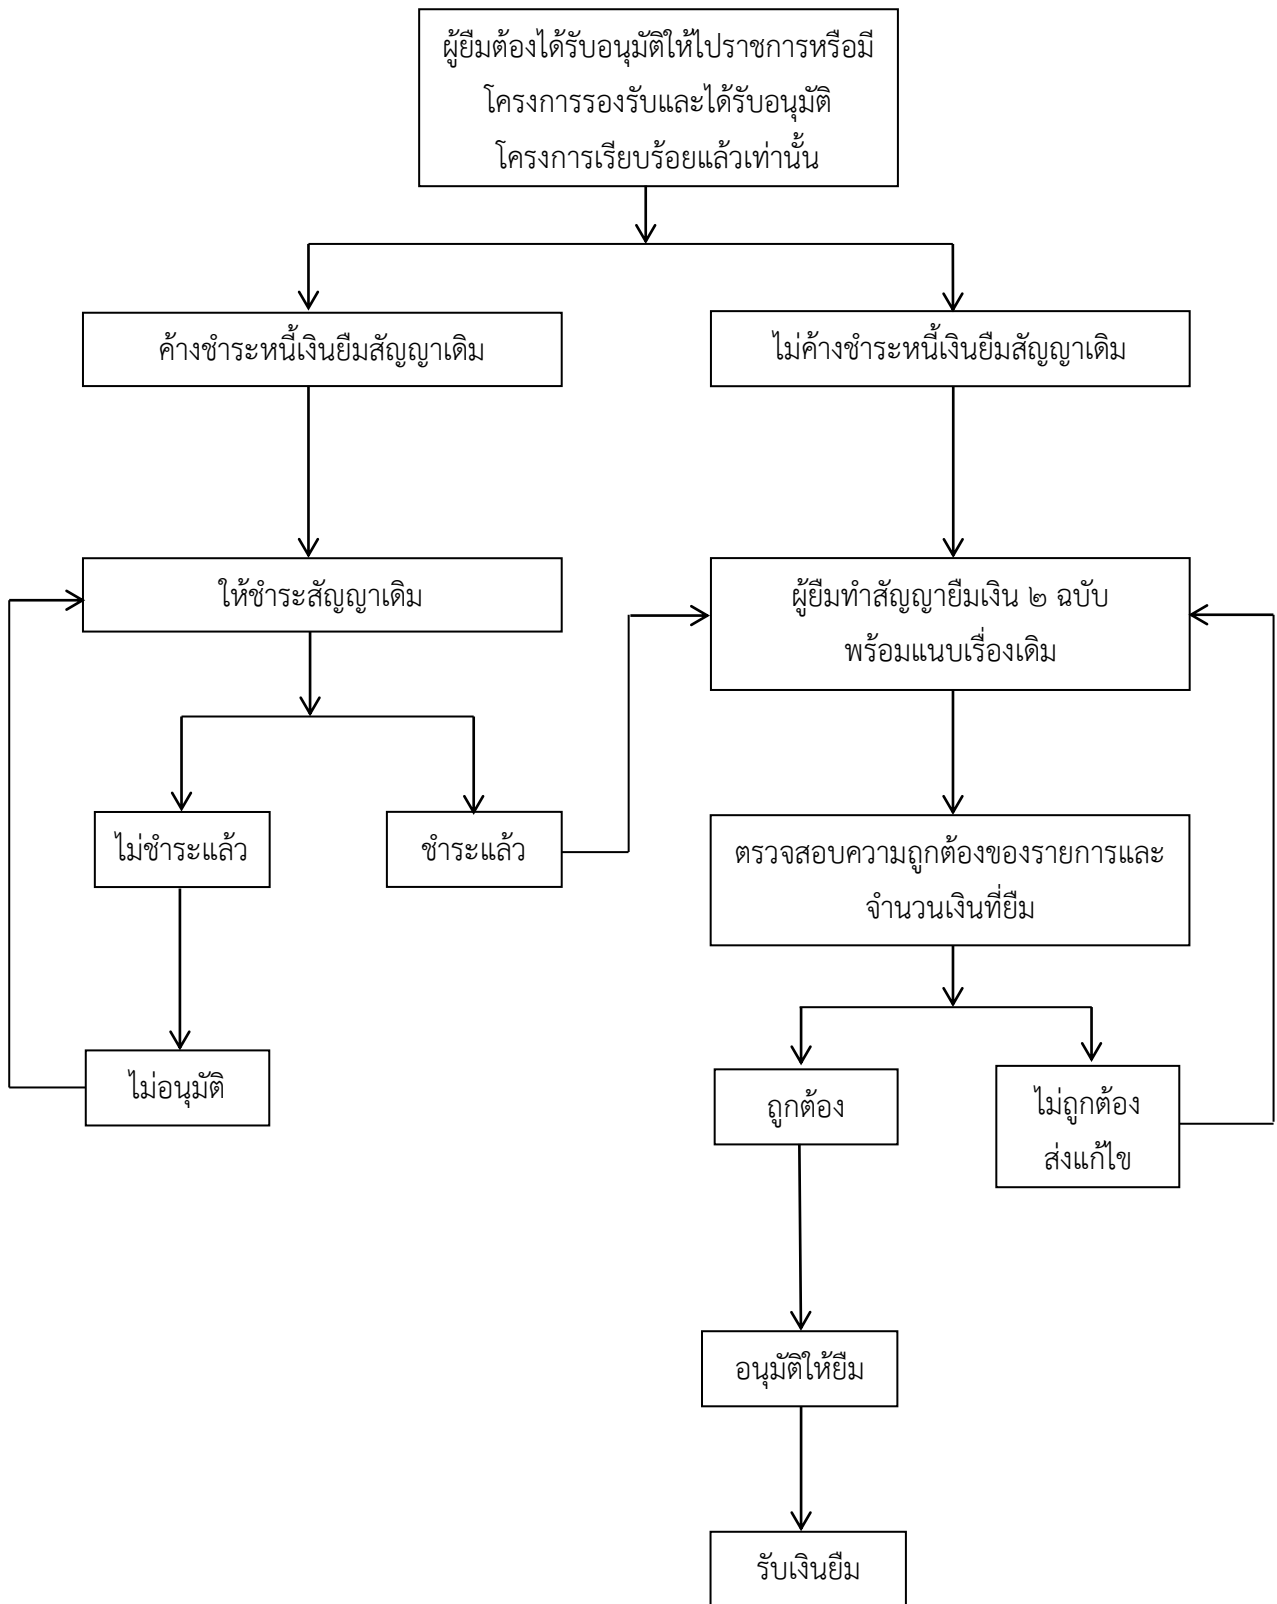 ผู้ยืมต้องได้รับอนุมัติให้ไปราชการหรือมี
โครงการรองรับและได้รับอนุมัติ
โครงการเรียบร้อยแล้วเท่านั้น
ค้างชำระหนี้เงินยืมสัญญาเดิม
ไม่ค้างชำระหนี้เงินยืมสัญญาเดิม
ให้ชำระสัญญาเดิม
ผู้ยืมทำสัญญายืมเงิน ๒ ฉบับ
พร้อมแนบเรื่องเดิม
ไม่ชำระแล้ว
ชำระแล้ว
ตรวจสอบความถูกต้องของรายการและ
จำนวนเงินที่ยืม
ไม่อนุมัติ
ถูกต้อง
ไม่ถูกต้อง
ส่งแก้ไข
อนุมัติให้ยืม
รับเงินยืม